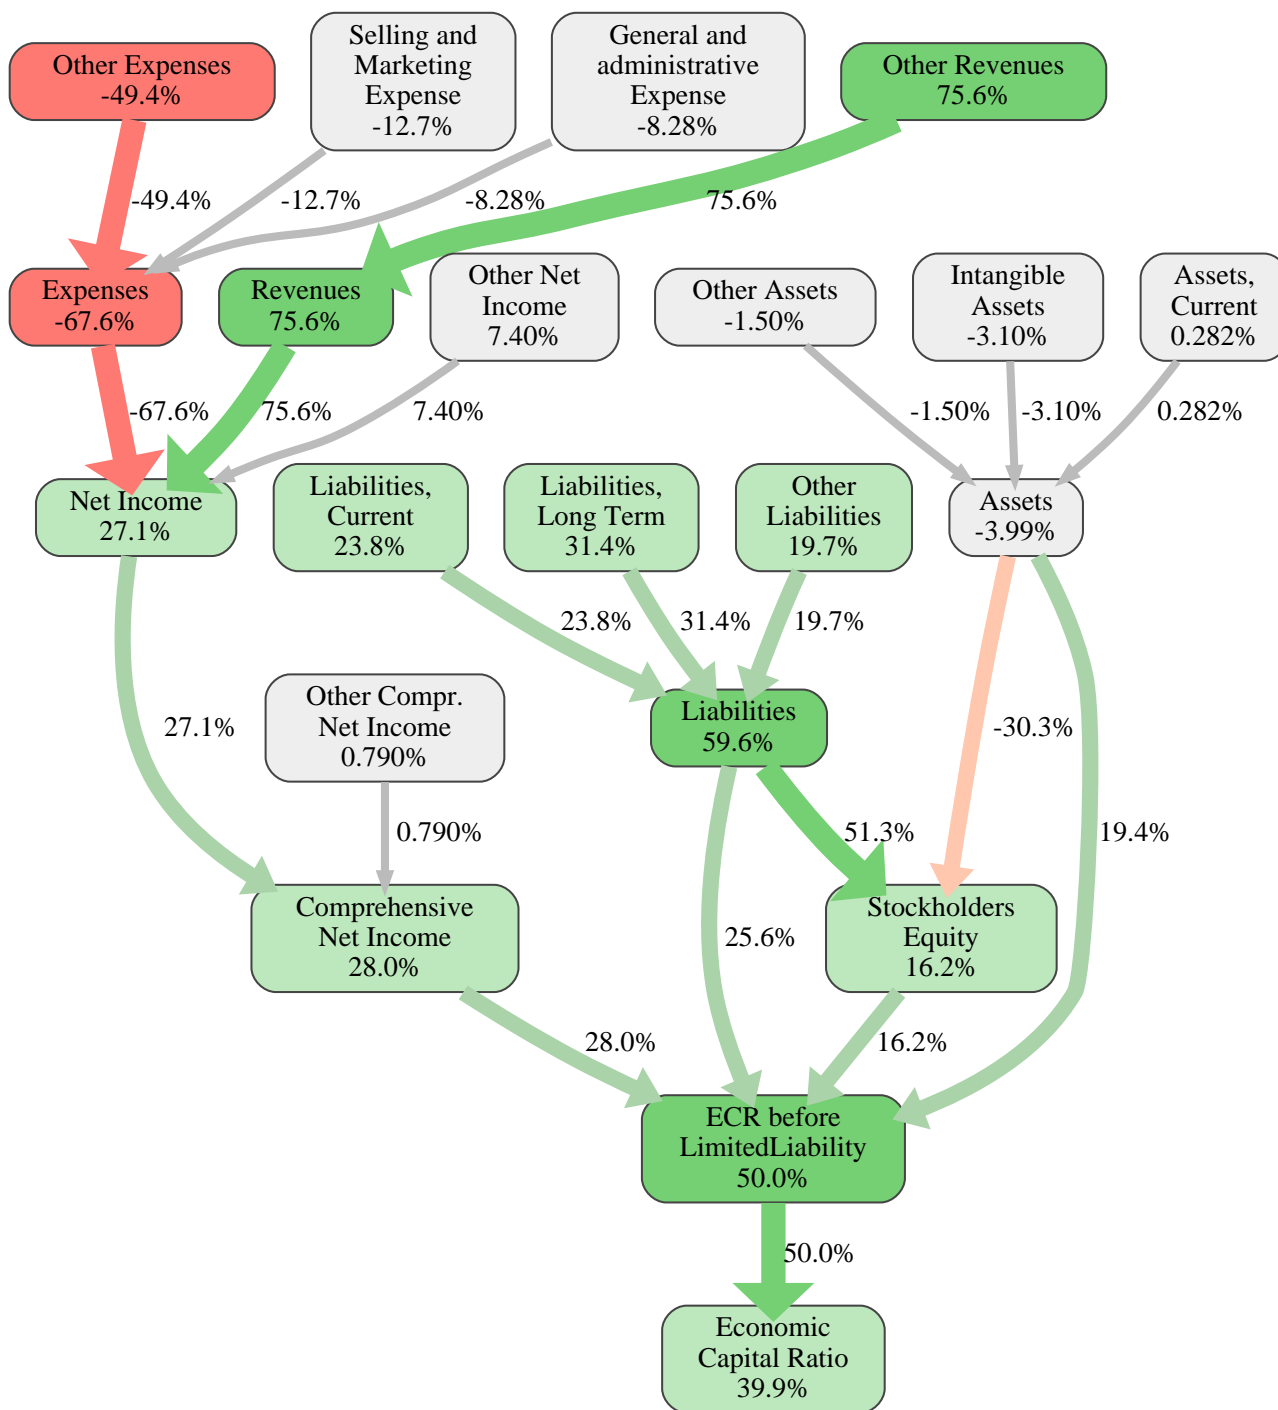 Other Expenses
-49.4%
Selling and
Marketing
Expense
-12.7%
General and
administrative
Expense
-8.28%
Other Revenues
75.6%
-49.4%
-12.7%
-8.28%
75.6%
Expenses
-67.6%
Revenues
75.6%
Other Net
Income
7.40%
Other Assets
-1.50%
Intangible
Assets
-3.10%
Assets,
Current
0.282%
-67.6%
75.6%
7.40%
-1.50%
-3.10%
0.282%
Net Income
27.1%
Liabilities,
Current
23.8%
Liabilities,
Long Term
31.4%
Other
Liabilities
19.7%
Assets
-3.99%
23.8%
31.4%
19.7%
27.1%
Other Compr.
Net Income
0.790%
Liabilities
59.6%
-30.3%
0.790%
51.3%
19.4%
Comprehensive
Net Income
28.0%
25.6%
Stockholders
Equity
16.2%
28.0%
16.2%
ECR before
LimitedLiability
50.0%
50.0%
Economic
Capital Ratio
39.9%